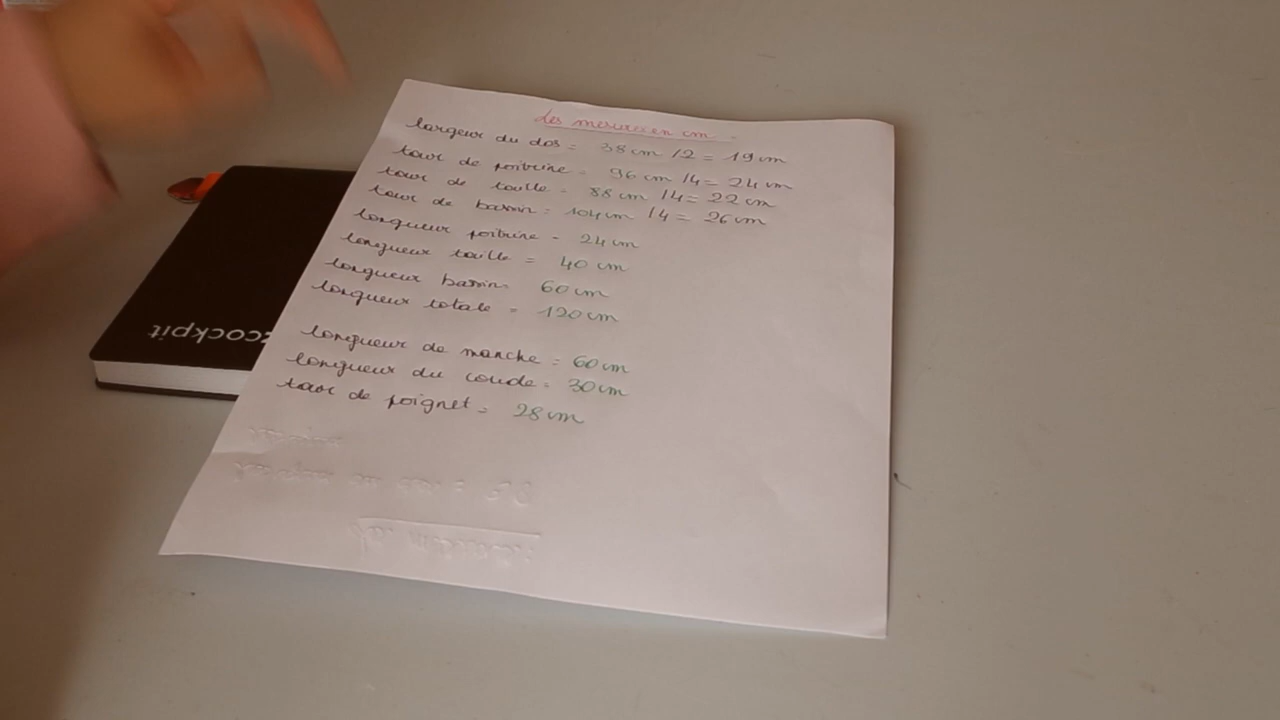 les mesures en cm
largeur du dos = 38 cm /2 = 19 cm
tour de poitrine = 96 cm /4 = 24 cm
tour de taille = 88 cm /4 = 22 cm
tour de bassin = 104 cm /4 = 26 cm
longueur poitrine = 24 cm
longueur taille = 40 cm
longueur bassin = 60 cm
longueur totale = 120 cm
longueur de manche = 60 cm
longueur du coude = 30 cm
tour de poignet = 28 cm
cockpit